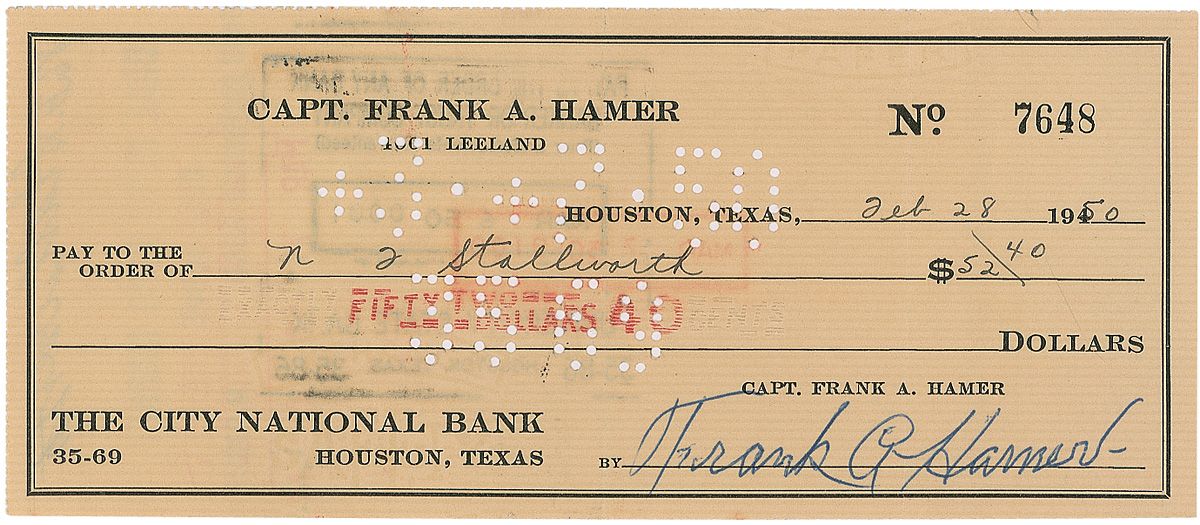 CAPT. FRANK A. HAMER
4001 LEELAND
No. 7648
HOUSTON, TEXAS, Feb 28 1950
PAY TO THE
ORDER OF N J Stallworth $52 40
EXACTLY FIFTY TWO DOLLARS 40 CENTS
DOLLARS
CAPT. FRANK A. HAMER
THE CITY NATIONAL BANK
35-69 HOUSTON, TEXAS BY Frank A Hamer